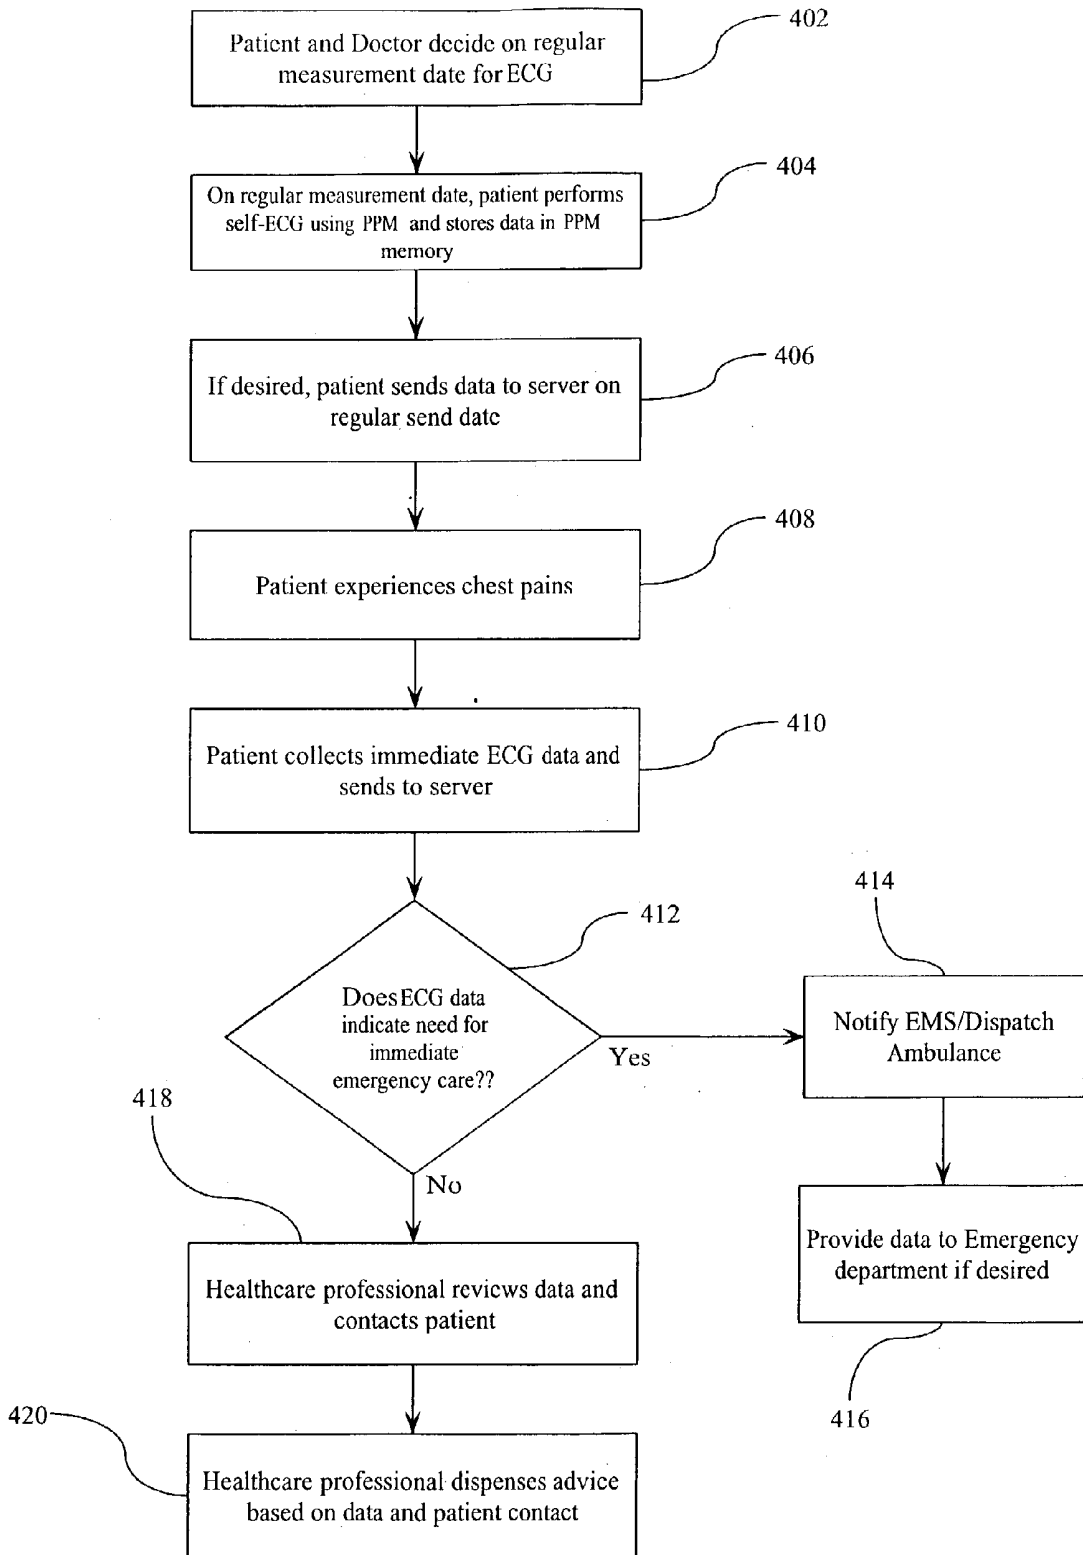 402
Patient and Doctor decide on regular
measurement date for ECG
404
On regular measurement date, patient performs
self-ECG using PPM and stores data in PPM
memory
406
If desired, patient sends data to server on
regular send date
408
Patient experiences chest pains
410
Patient collects immediate ECG data and
sends to server
412
Does ECG data
indicate need for
immediate
emergency care??
Yes
414
Notify EMS/Dispatch
Ambulance
418
No
Provide data to Emergency
department if desired
416
Healthcare professional reviews data and
contacts patient
420
Healthcare professional dispenses advice
based on data and patient contact